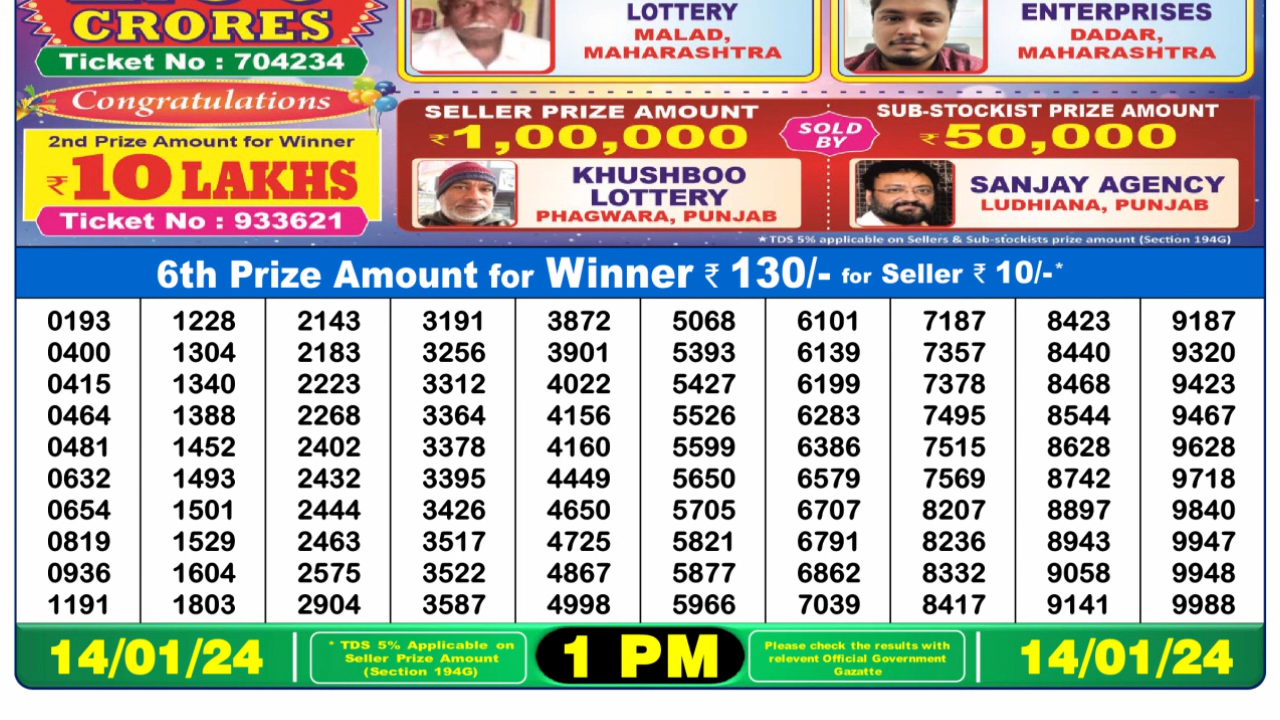 CRORES
Ticket No : 704234
LOTTERY
MALAD,
MAHARASHTRA
ENTERPRISES
DADAR,
MAHARASHTRA
Congratulations
2nd Prize Amount for Winner
₹10 LAKHS
Ticket No : 933621
SELLER PRIZE AMOUNT
₹1,00,000
SOLD
BY
SUB-STOCKIST PRIZE AMOUNT
₹50,000
KHUSHBOO
LOTTERY
PHAGWARA, PUNJAB
SANJAY AGENCY
LUDHIANA, PUNJAB
★TDS 5% applicable on Sellers & Sub-stockists prize amount (Section 194G)
6th Prize Amount for Winner ₹ 130/- for Seller ₹ 10/-*
0193 1228 2143 3191 3872 5068 6101 7187 8423 9187
0400 1304 2183 3256 3901 5393 6139 7357 8440 9320
0415 1340 2223 3312 4022 5427 6199 7378 8468 9423
0464 1388 2268 3364 4156 5526 6283 7495 8544 9467
0481 1452 2402 3378 4160 5599 6386 7515 8628 9628
0632 1493 2432 3395 4449 5650 6579 7569 8742 9718
0654 1501 2444 3426 4650 5705 6707 8207 8897 9840
0819 1529 2463 3517 4725 5821 6791 8236 8943 9947
0936 1604 2575 3522 4867 5877 6862 8332 9058 9948
1191 1803 2904 3587 4998 5966 7039 8417 9141 9988
14/01/24
* TDS 5% Applicable on
Seller Prize Amount
(Section 194G)
1 PM
Please check the results with
relevent Official Government
Gazatte
14/01/24